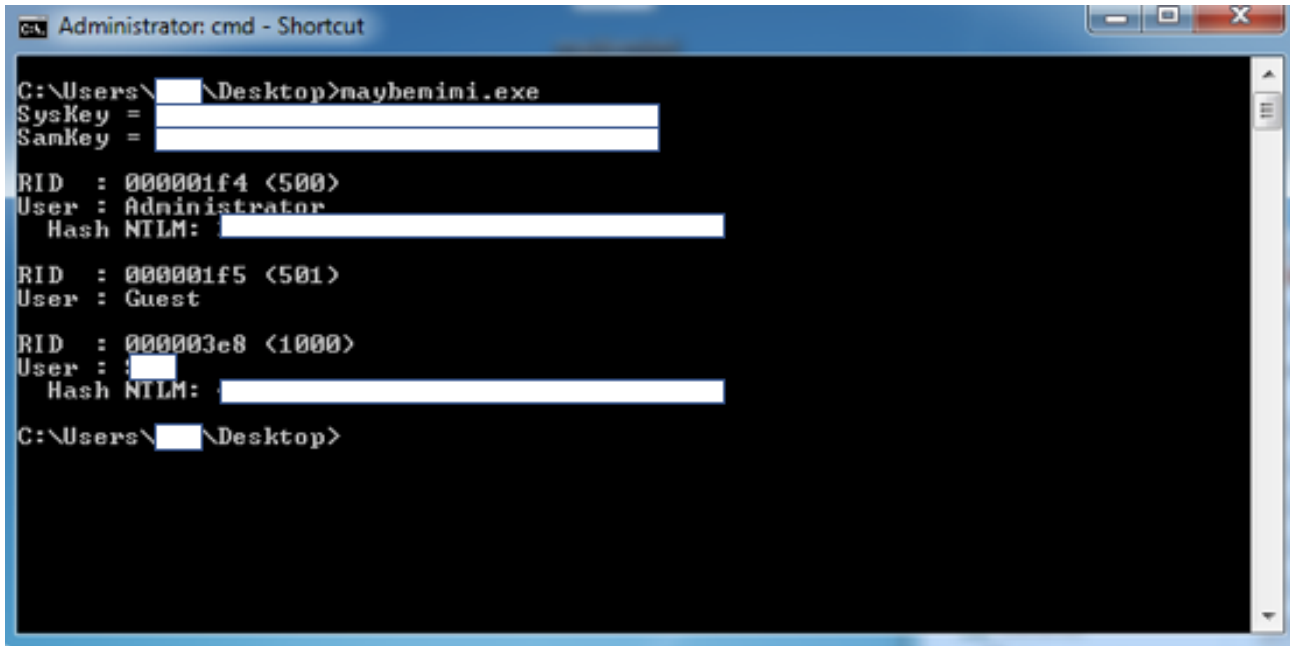 Administrator: cmd - Shortcut
C:\Users\ \Desktop>maybemimi.exe
SysKey =
SamKey =
RID  : 000001f4 (500)
User : Administrator
  Hash NTLM:
RID  : 000001f5 (501)
User : Guest
RID  : 000003e8 (1000)
User :
  Hash NTLM:
C:\Users\ \Desktop>